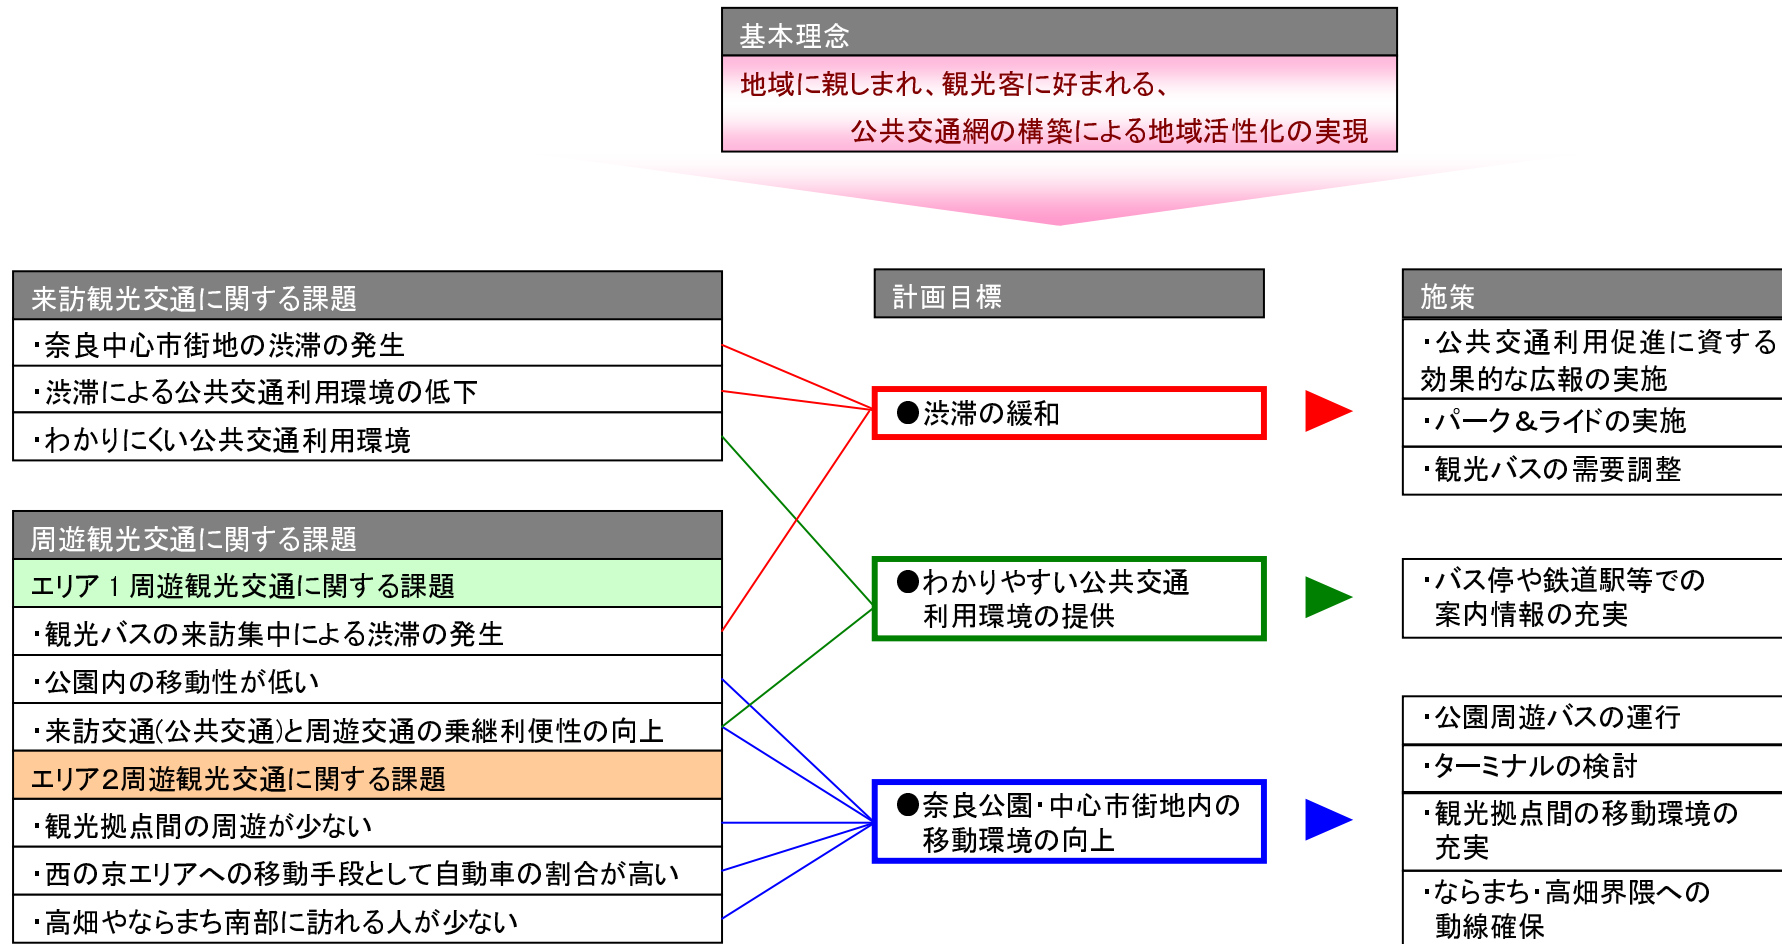 基本理念
地域に親しまれ、観光客に好まれる、
公共交通網の構築による地域活性化の実現
来訪観光交通に関する課題
・奈良中心市街地の渋滞の発生
・渋滞による公共交通利用環境の低下
・わかりにくい公共交通利用環境
周遊観光交通に関する課題
エリア１周遊観光交通に関する課題
・観光バスの来訪集中による渋滞の発生
・公園内の移動性が低い
・来訪交通(公共交通)と周遊交通の乗継利便性の向上
エリア２周遊観光交通に関する課題
・観光拠点間の周遊が少ない
・西の京エリアへの移動手段として自動車の割合が高い
・高畑やならまち南部に訪れる人が少ない
計画目標
●渋滞の緩和
●わかりやすい公共交通
利用環境の提供
●奈良公園・中心市街地内の
移動環境の向上
施策
・公共交通利用促進に資する
効果的な広報の実施
・パーク＆ライドの実施
・観光バスの需要調整
・バス停や鉄道駅等での
案内情報の充実
・公園周遊バスの運行
・ターミナルの検討
・観光拠点間の移動環境の
充実
・ならまち・高畑界隈への
動線確保